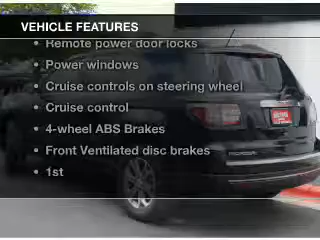 VEHICLE FEATURES
Remote power door locks
Power windows
Cruise controls on steering wheel
Cruise control
4-wheel ABS Brakes
Front Ventilated disc brakes
1st